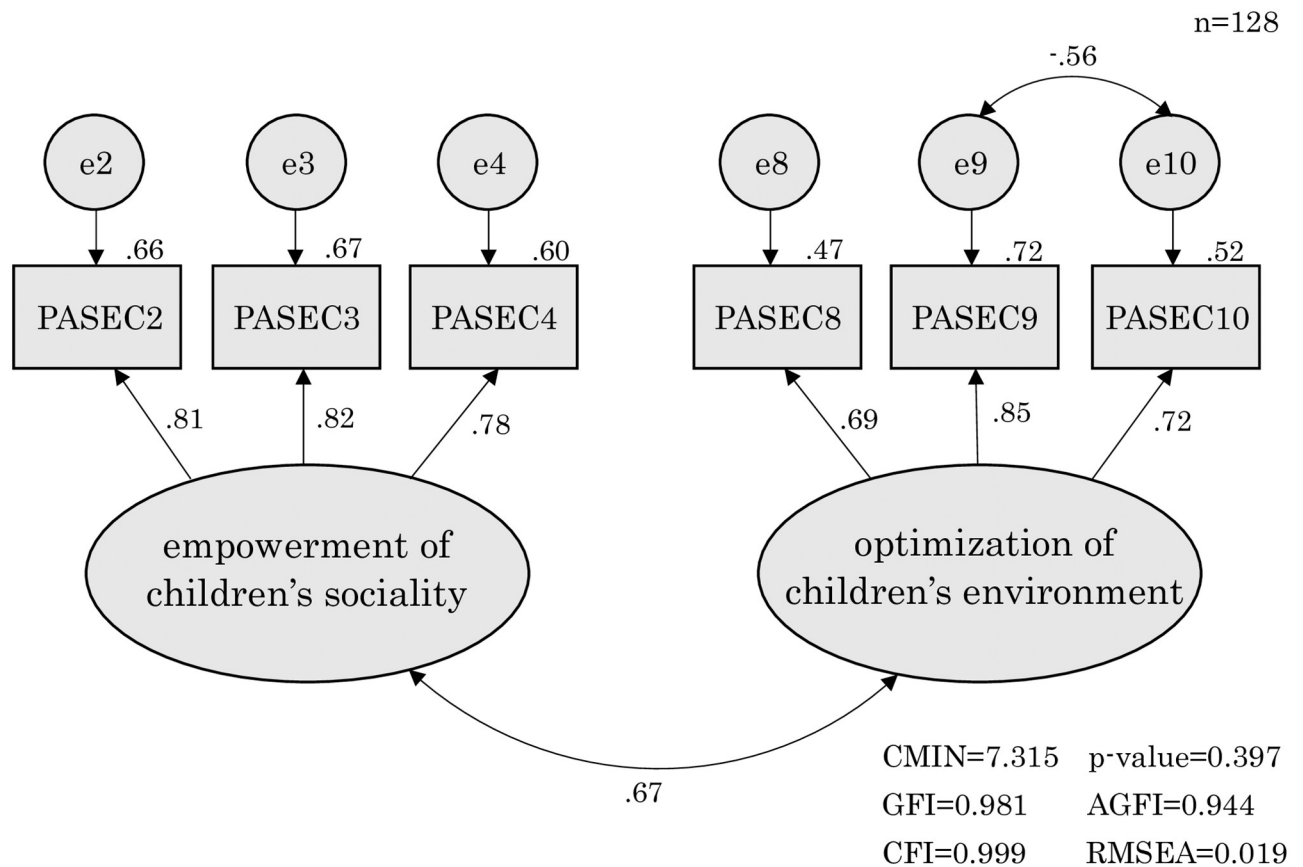 n=128
-.56
e2 e3 e4 e8 e9 e10
.66 .67 .60 .47 .72 .52
PASEC2 PASEC3 PASEC4 PASEC8 PASEC9 PASEC10
.81 .82 .78 .69 .85 .72
empowerment of
children’s sociality
optimization of
children’s environment
.67
CMIN=7.315 p-value=0.397
GFI=0.981 AGFI=0.944
CFI=0.999 RMSEA=0.019